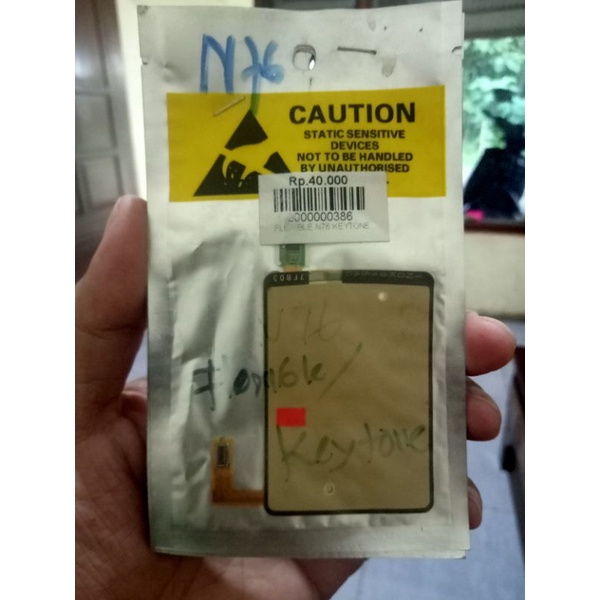 N76
CAUTION
STATIC SENSITIVE
DEVICES
NOT TO BE HANDLED
BY UNAUTHORISED
Rp.40.000
0000000386
FLEXIBLE N76 KEYTONE
N76
Flexible/
Keytone